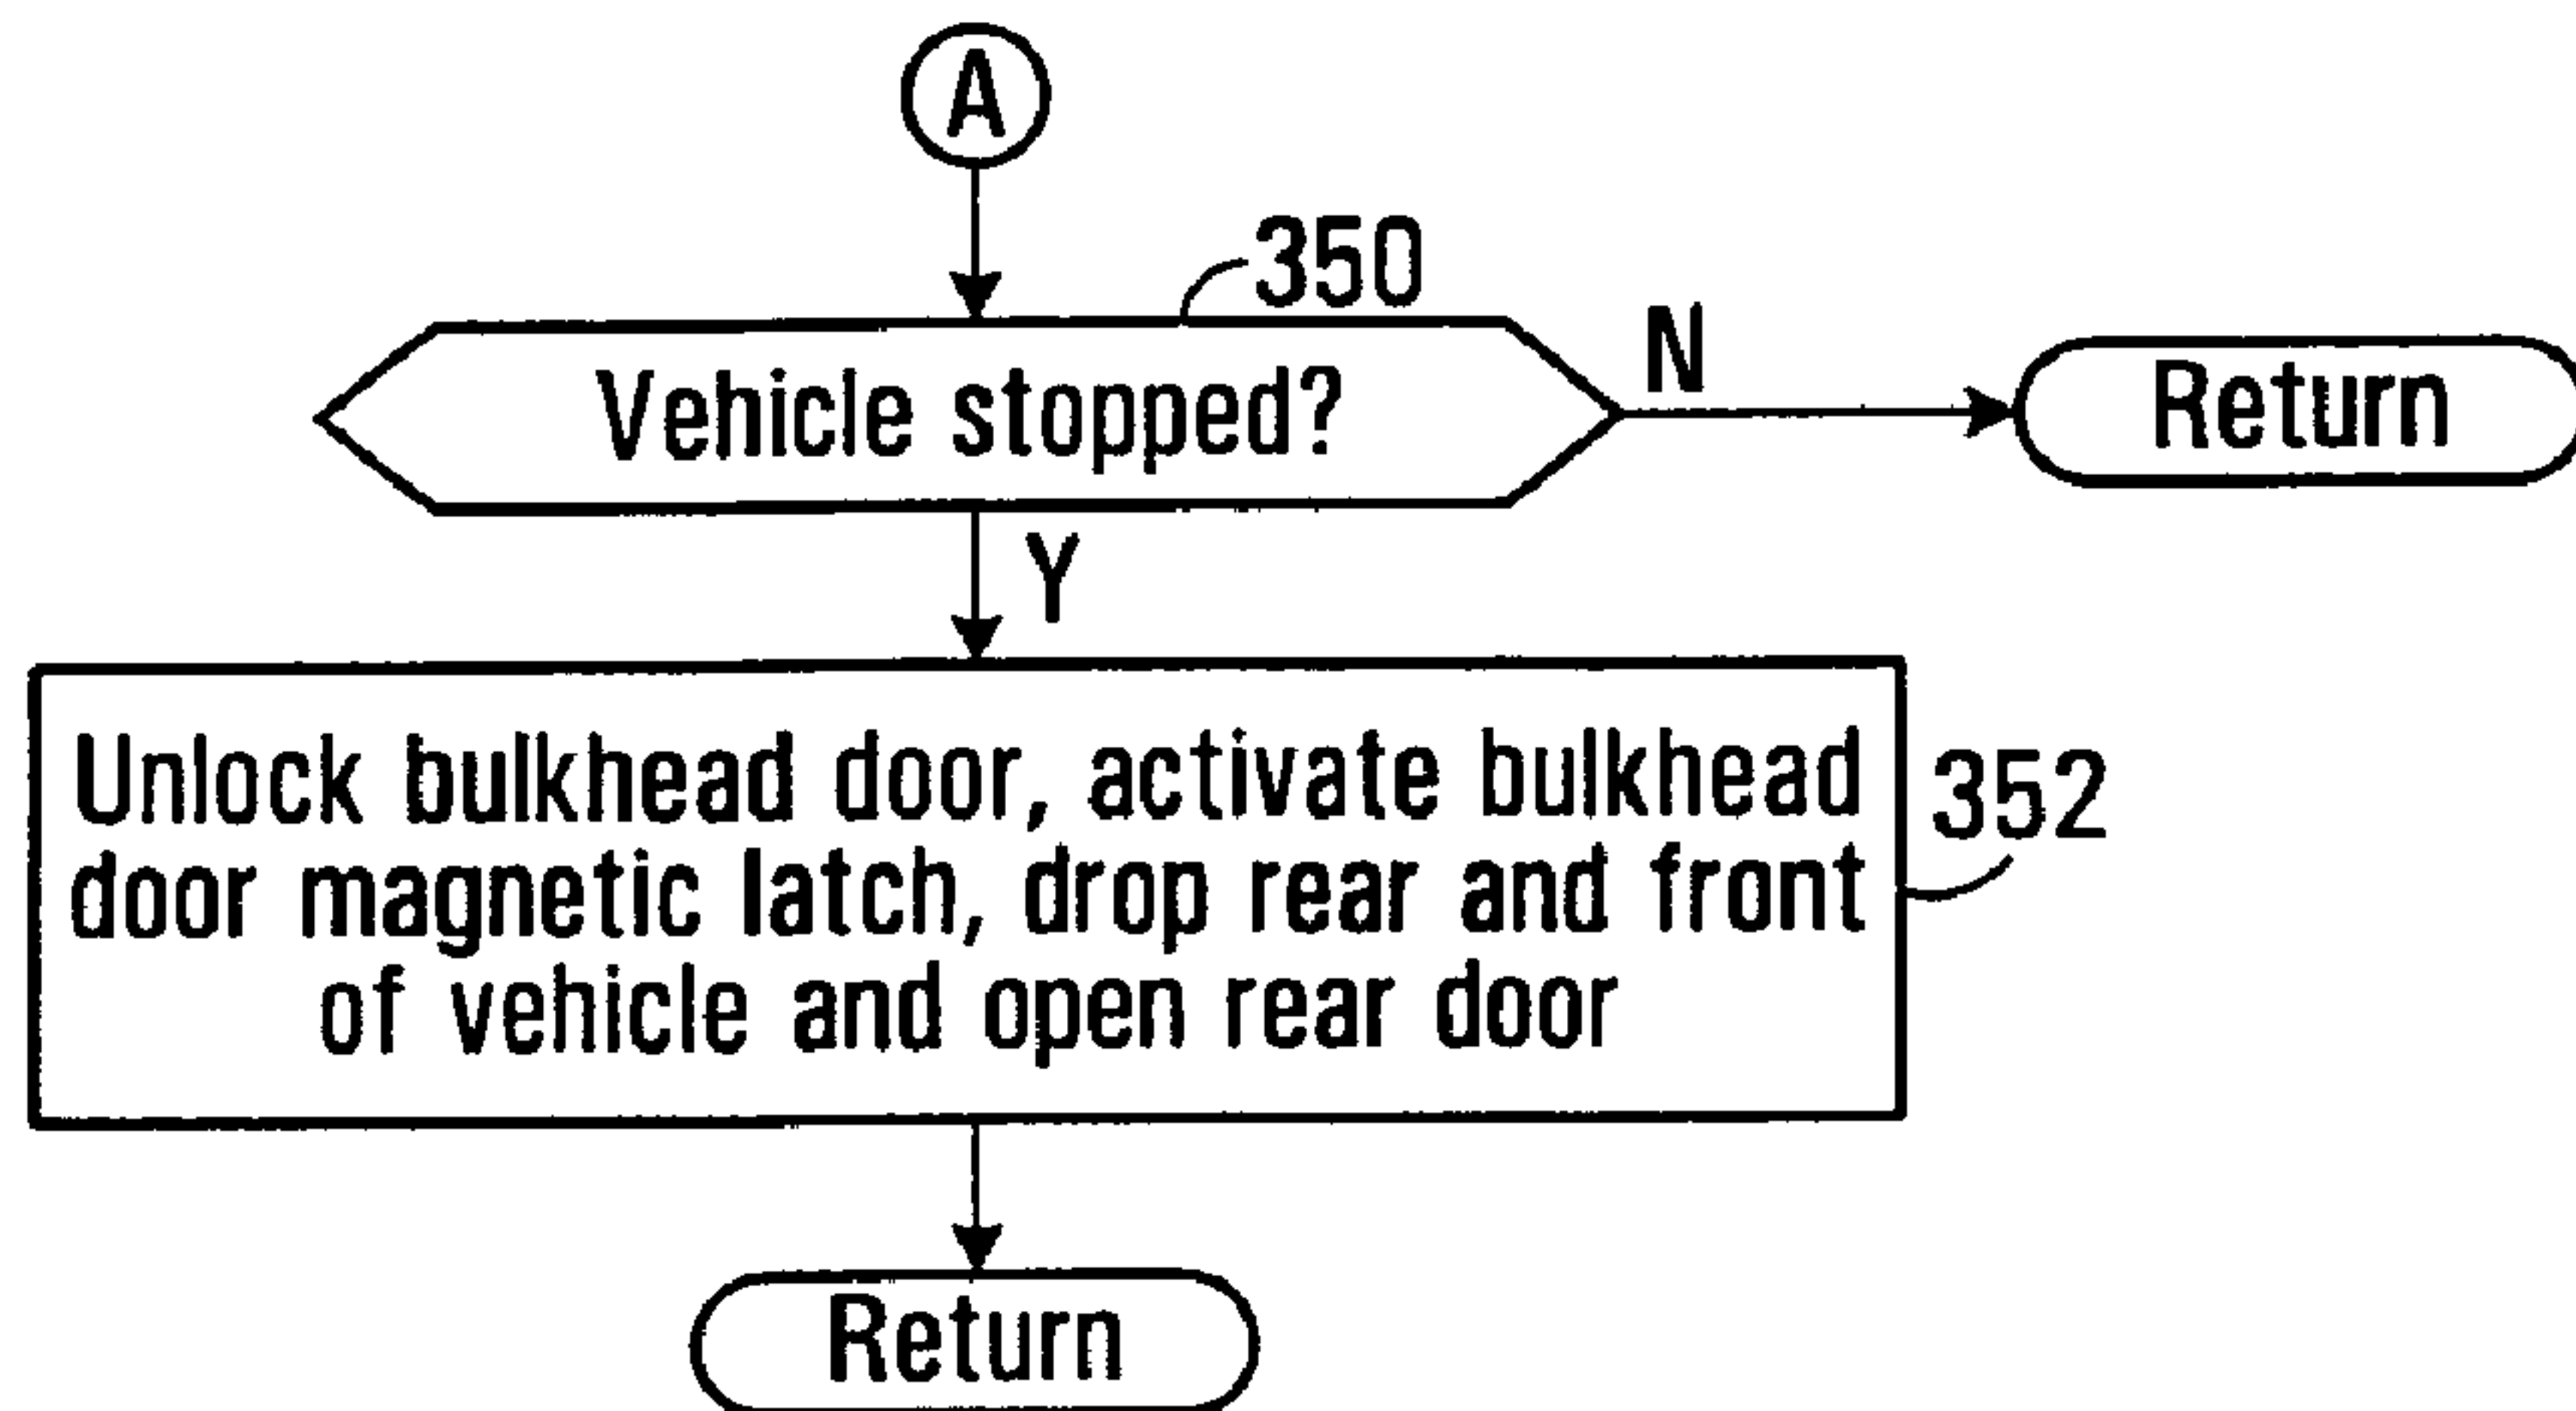 A
350
Vehicle stopped?
N
Return
Y
Unlock bulkhead door, activate bulkhead
door magnetic latch, drop rear and front
of vehicle and open rear door
352
Return